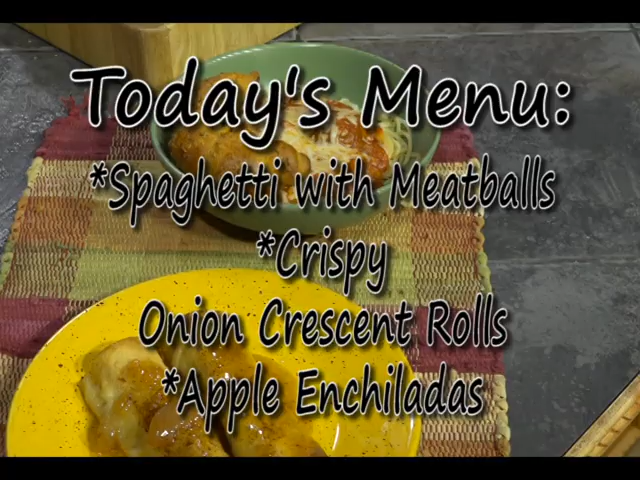 Today's Menu:
*Spaghetti with Meatballs
*Crispy
Onion Crescent Rolls
*Apple Enchiladas